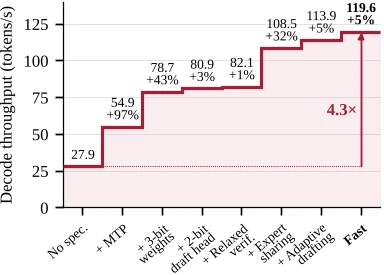 Decode throughput (tokens/s)
125
100
75
50
25
0
27.9
54.9
+97%
78.7
+43%
80.9
+3%
82.1
+1%
108.5
+32%
113.9
+5%
119.6
+5%
4.3×
No spec.
+ MTP
+ 3-bit
weights
+ 2-bit
draft head
+ Relaxed
verif.
+ Expert
sharing
+ Adaptive
drafting
Fast